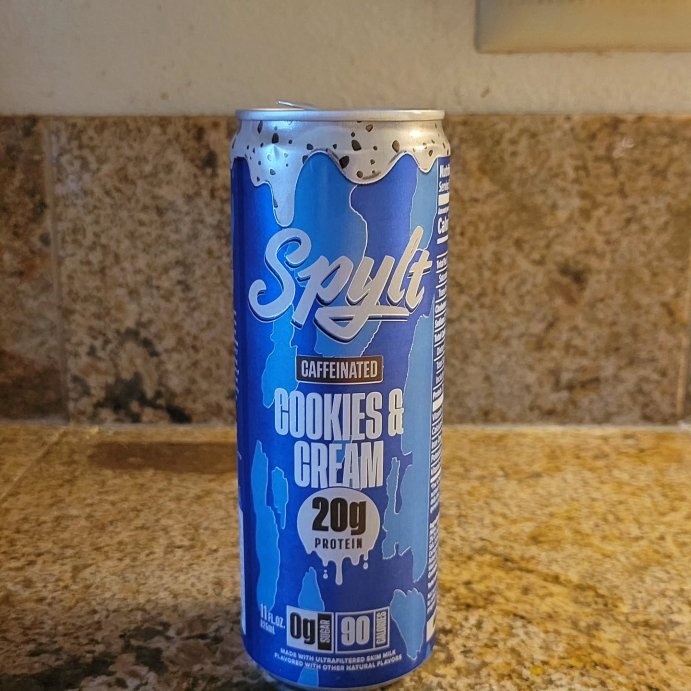 Spylt
CAFFEINATED
COOKIES &
CREAM
20g
PROTEIN
11 FL.OZ.
325mL
0g SUGAR
90 CALORIES
MADE WITH ULTRAFILTERED SKIM MILK
FLAVORED WITH OTHER NATURAL FLAVORS